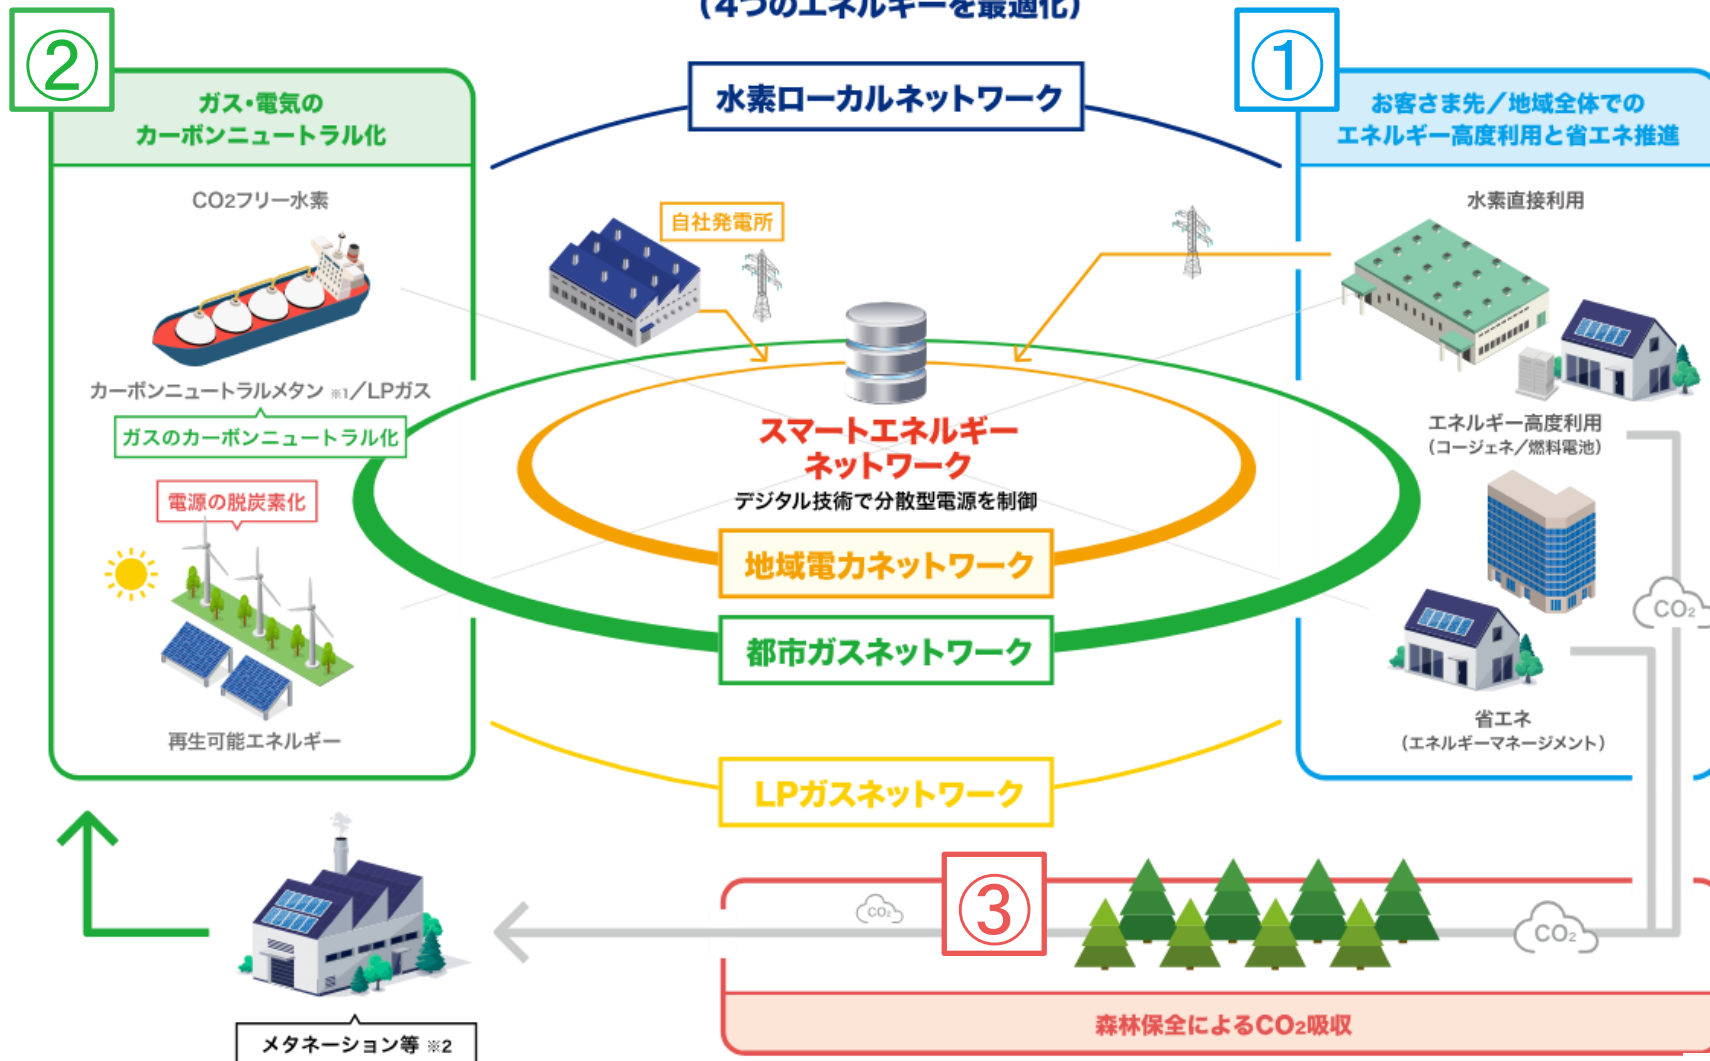 (4つのエネルギーを最適化)
②
ガス・電気の
カーボンニュートラル化
CO2フリー水素
カーボンニュートラルメタン ※1/LPガス
ガスのカーボンニュートラル化
電源の脱炭素化
再生可能エネルギー
水素ローカルネットワーク
自社発電所
スマートエネルギー
ネットワーク
デジタル技術で分散型電源を制御
地域電力ネットワーク
都市ガスネットワーク
LPガスネットワーク
①
お客さま先/地域全体での
エネルギー高度利用と省エネ推進
水素直接利用
エネルギー高度利用
(コージェネ/燃料電池)
CO2
省エネ
(エネルギーマネージメント)
③
CO2
CO2
森林保全によるCO2吸収
メタネーション等 ※2